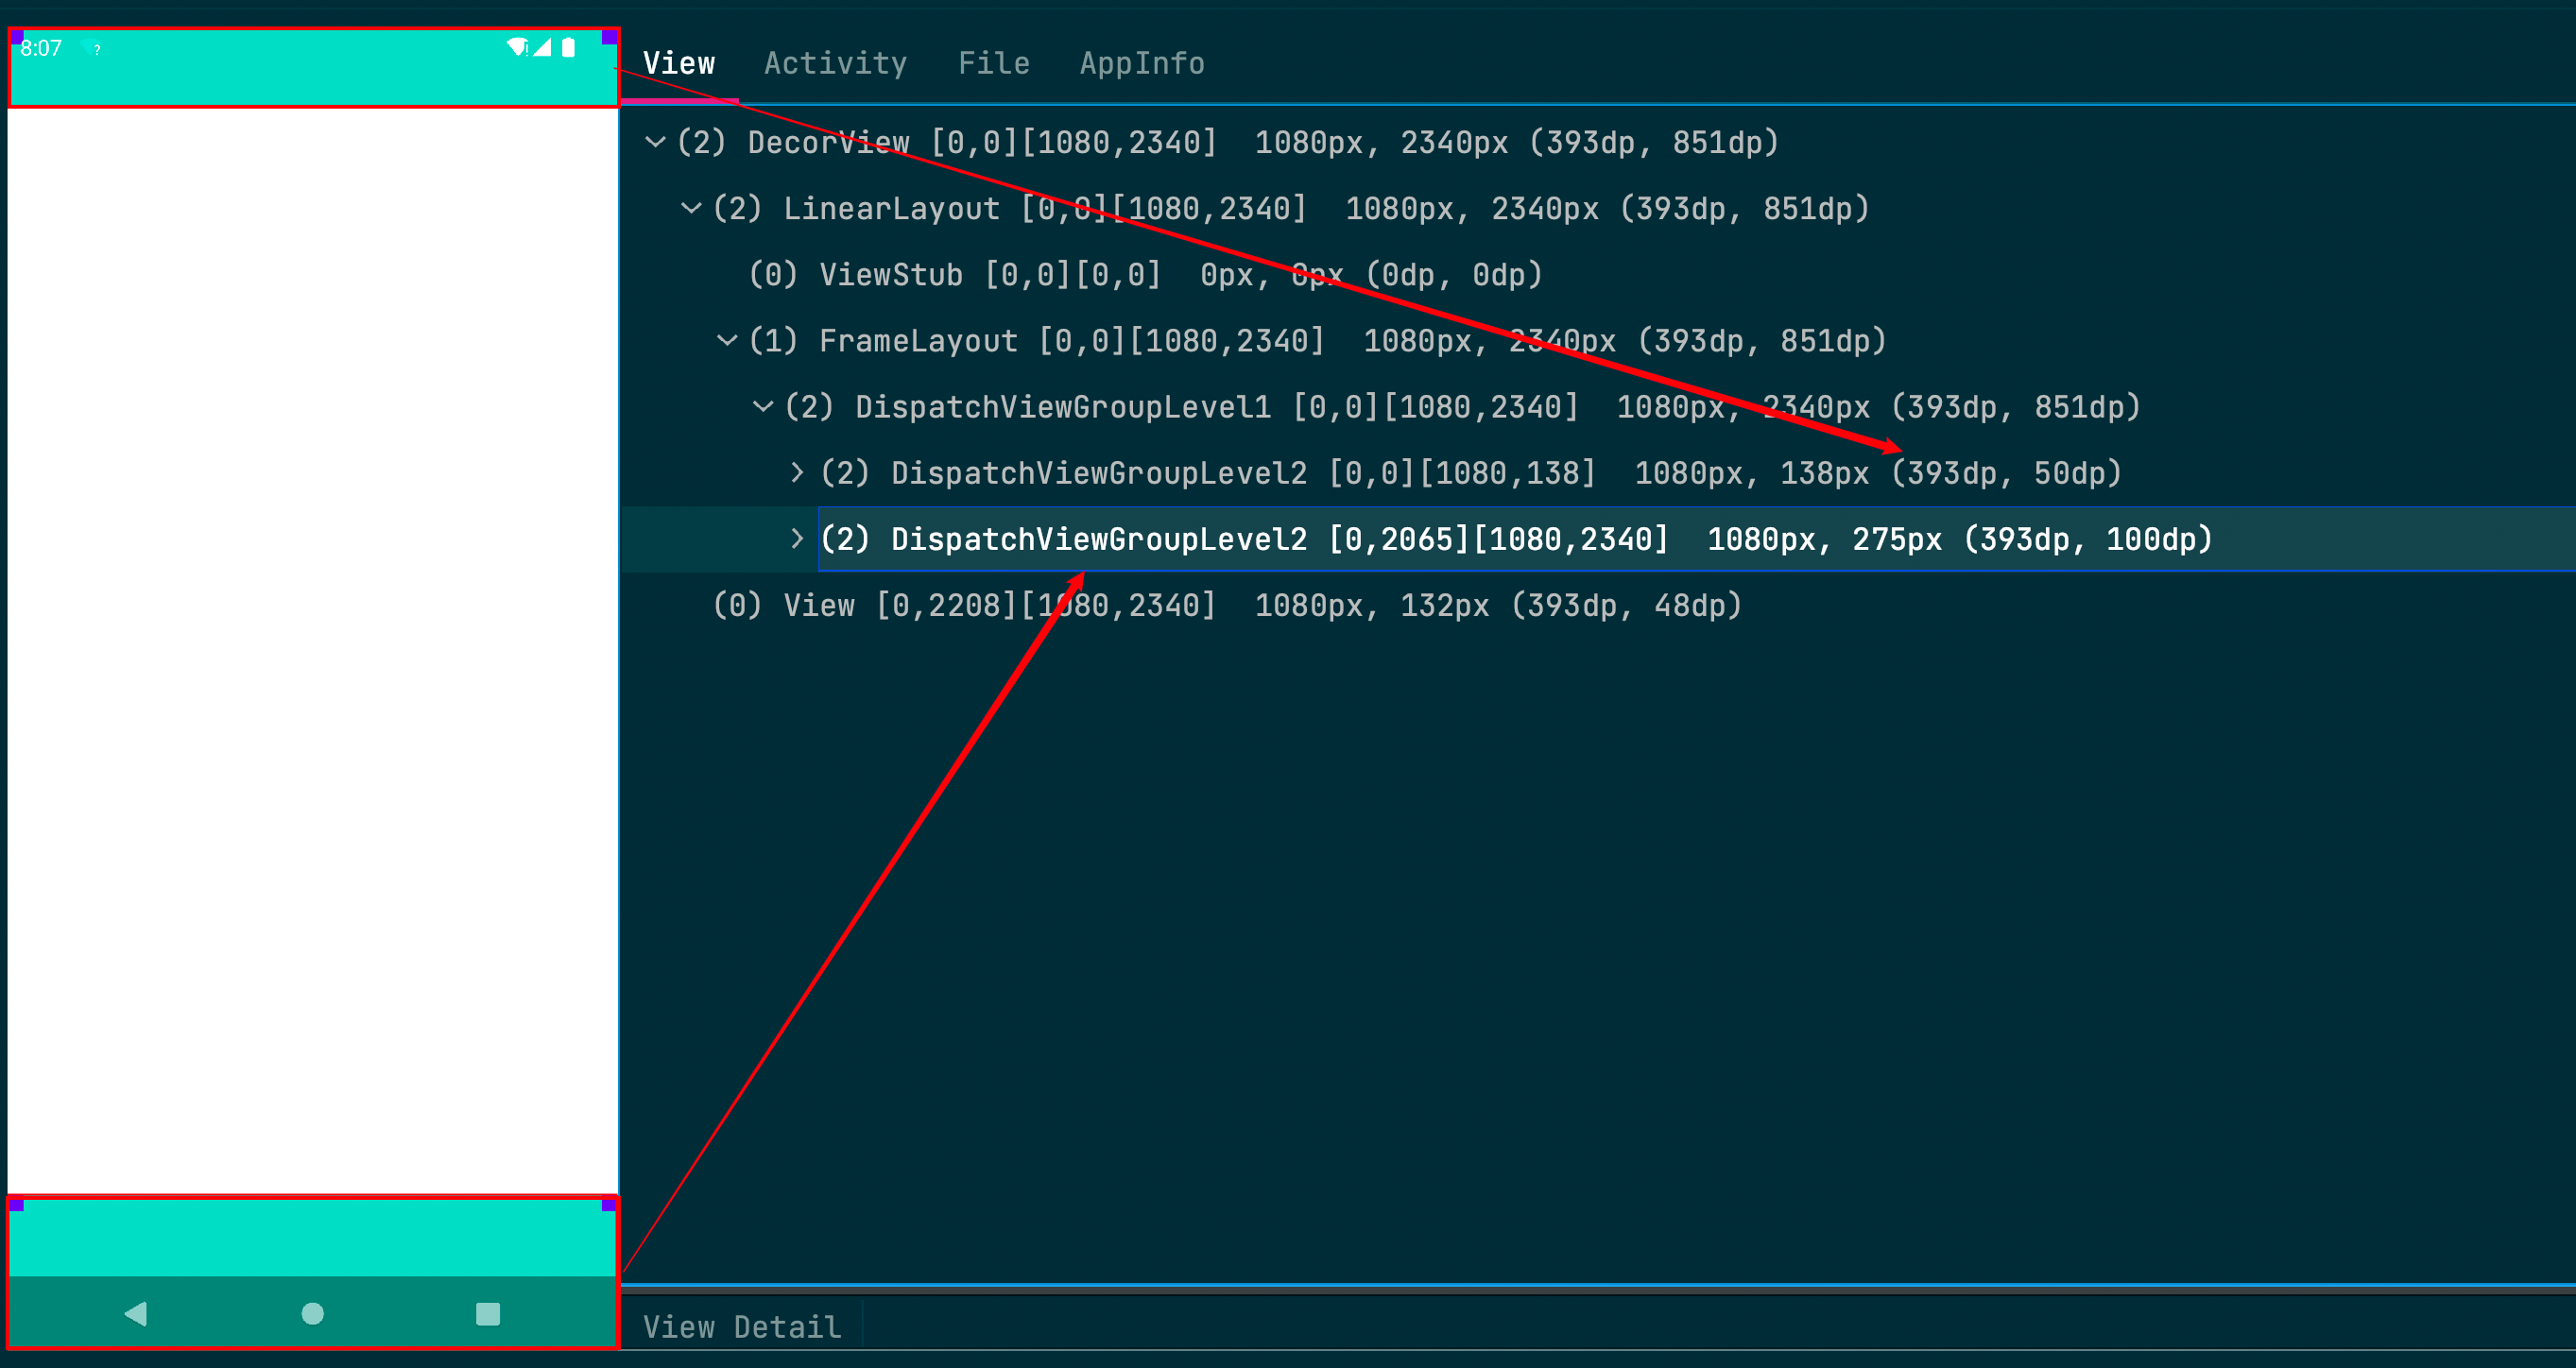 8:07 ?
View Activity File AppInfo
(2) DecorView [0,0][1080,2340] 1080px, 2340px (393dp, 851dp)
(2) LinearLayout [0,0][1080,2340] 1080px, 2340px (393dp, 851dp)
(0) ViewStub [0,0][0,0] 0px, 0px (0dp, 0dp)
(1) FrameLayout [0,0][1080,2340] 1080px, 2340px (393dp, 851dp)
(2) DispatchViewGroupLevel1 [0,0][1080,2340] 1080px, 2340px (393dp, 851dp)
(2) DispatchViewGroupLevel2 [0,0][1080,138] 1080px, 138px (393dp, 50dp)
(2) DispatchViewGroupLevel2 [0,2065][1080,2340] 1080px, 275px (393dp, 100dp)
(0) View [0,2208][1080,2340] 1080px, 132px (393dp, 48dp)
View Detail